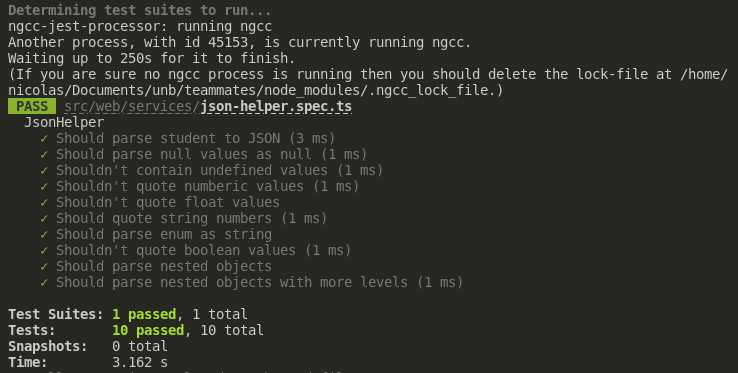 Determining test suites to run...
ngcc-jest-processor: running ngcc
Another process, with id 45153, is currently running ngcc.
Waiting up to 250s for it to finish.
(If you are sure no ngcc process is running then you should delete the lock-file at /home/
nicolas/Documents/unb/teammates/node_modules/.ngcc_lock_file.)
PASS src/web/services/json-helper.spec.ts
JsonHelper
✓ Should parse student to JSON (3 ms)
✓ Should parse null values as null (1 ms)
✓ Shouldn't contain undefined values (1 ms)
✓ Shouldn't quote numberic values (1 ms)
✓ Shouldn't quote float values
✓ Should quote string numbers (1 ms)
✓ Should parse enum as string
✓ Shouldn't quote boolean values (1 ms)
✓ Should parse nested objects
✓ Should parse nested objects with more levels (1 ms)
Test Suites: 1 passed, 1 total
Tests: 10 passed, 10 total
Snapshots: 0 total
Time: 3.162 s